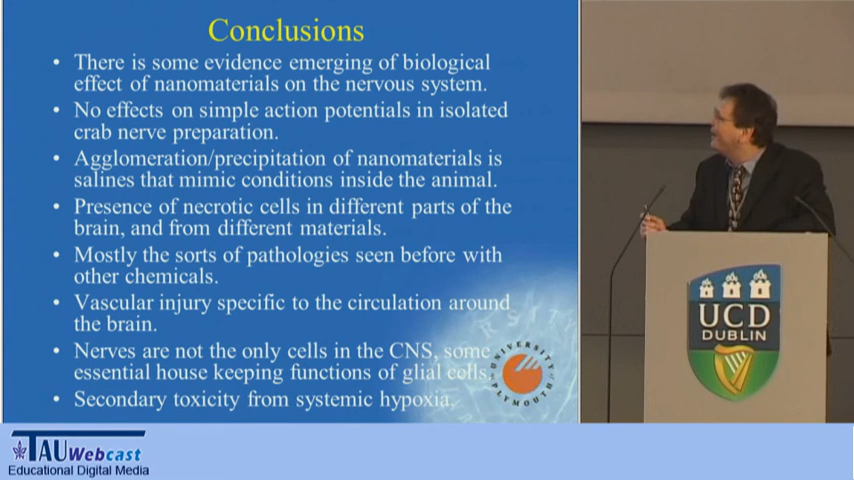 Conclusions
• There is some evidence emerging of biological
effect of nanomaterials on the nervous system.
• No effects on simple action potentials in isolated
crab nerve preparation.
• Agglomeration/precipitation of nanomaterials is
salines that mimic conditions inside the animal.
• Presence of necrotic cells in different parts of the
brain, and from different materials.
• Mostly the sorts of pathologies seen before with
other chemicals.
• Vascular injury specific to the circulation around
the brain.
• Nerves are not the only cells in the CNS, some
essential house keeping functions of glial cells.
• Secondary toxicity from systemic hypoxia.
UNIVERSITY
PLYMOUTH
UCD
DUBLIN
TAU Webcast
Educational Digital Media